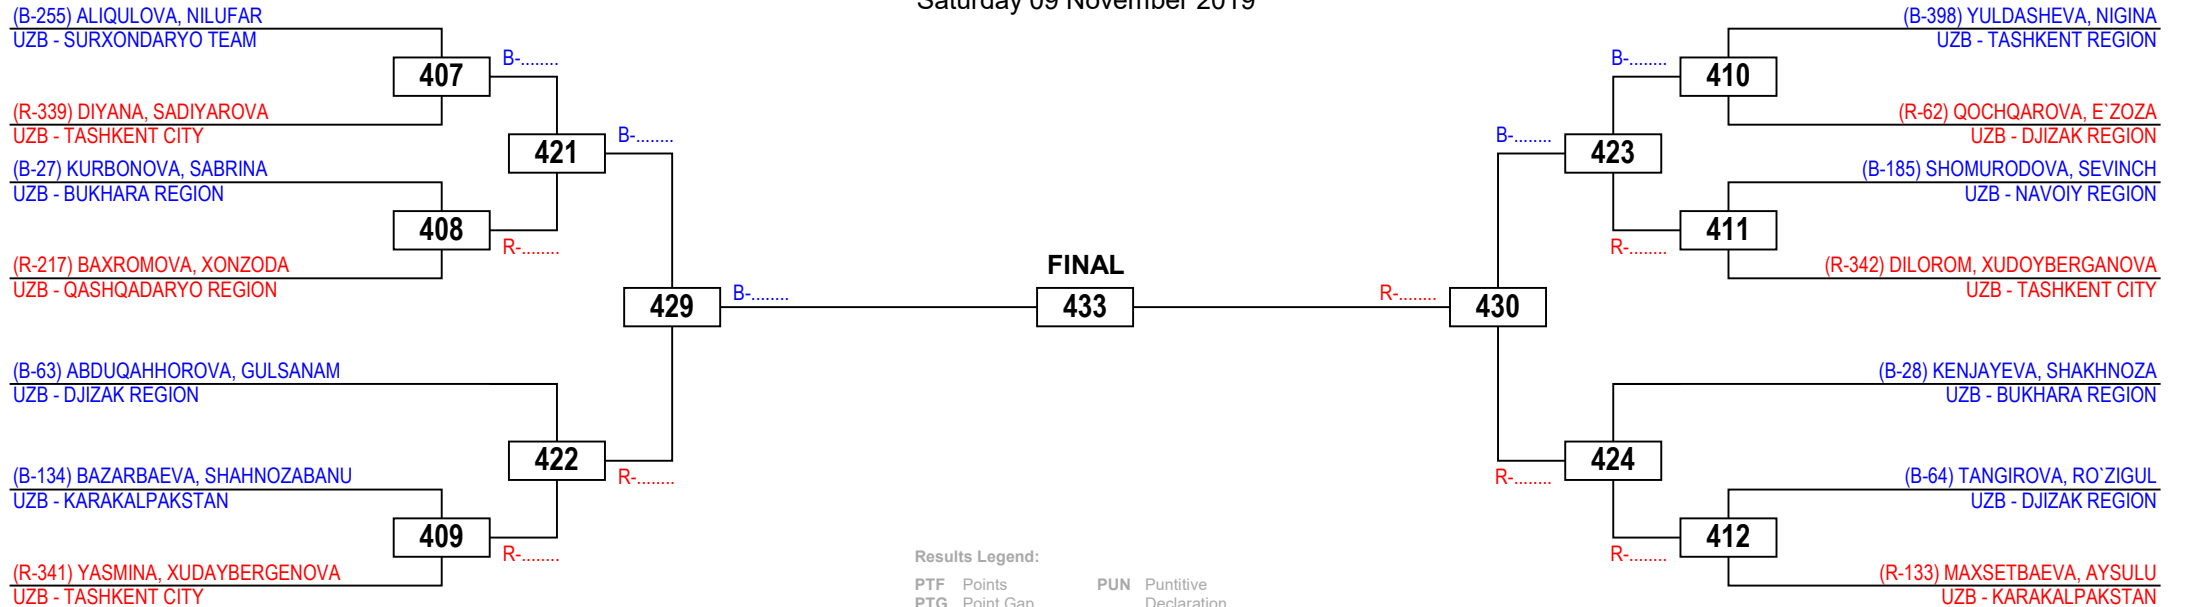 Saturday 09 November 2019
(B-255) ALIQULOVA, NILUFAR
UZB - SURXONDARYO TEAM
407
B-........
(R-339) DIYANA, SADIYAROVA
UZB - TASHKENT CITY
421
B-........
(B-27) KURBONOVA, SABRINA
UZB - BUKHARA REGION
408
R-........
(R-217) BAXROMOVA, XONZODA
UZB - QASHQADARYO REGION
429
B-........
(B-63) ABDUQAHHOROVA, GULSANAM
UZB - DJIZAK REGION
422
R-........
(B-134) BAZARBAEVA, SHAHNOZABANU
UZB - KARAKALPAKSTAN
409
R-........
(R-341) YASMINA, XUDAYBERGENOVA
UZB - TASHKENT CITY
FINAL
433
(B-398) YULDASHEVA, NIGINA
UZB - TASHKENT REGION
B-........
410
(R-62) QOCHQAROVA, E`ZOZA
UZB - DJIZAK REGION
B-........
423
(B-185) SHOMURODOVA, SEVINCH
UZB - NAVOIY REGION
411
R-........
(R-342) DILOROM, XUDOYBERGANOVA
UZB - TASHKENT CITY
R-........
430
(B-28) KENJAYEVA, SHAKHNOZA
UZB - BUKHARA REGION
424
R-........
(B-64) TANGIROVA, RO`ZIGUL
UZB - DJIZAK REGION
412
R-........
(R-133) MAXSETBAEVA, AYSULU
UZB - KARAKALPAKSTAN
Results Legend:
PTF Points PUN Puntitive
PTG Point Gap Declaration